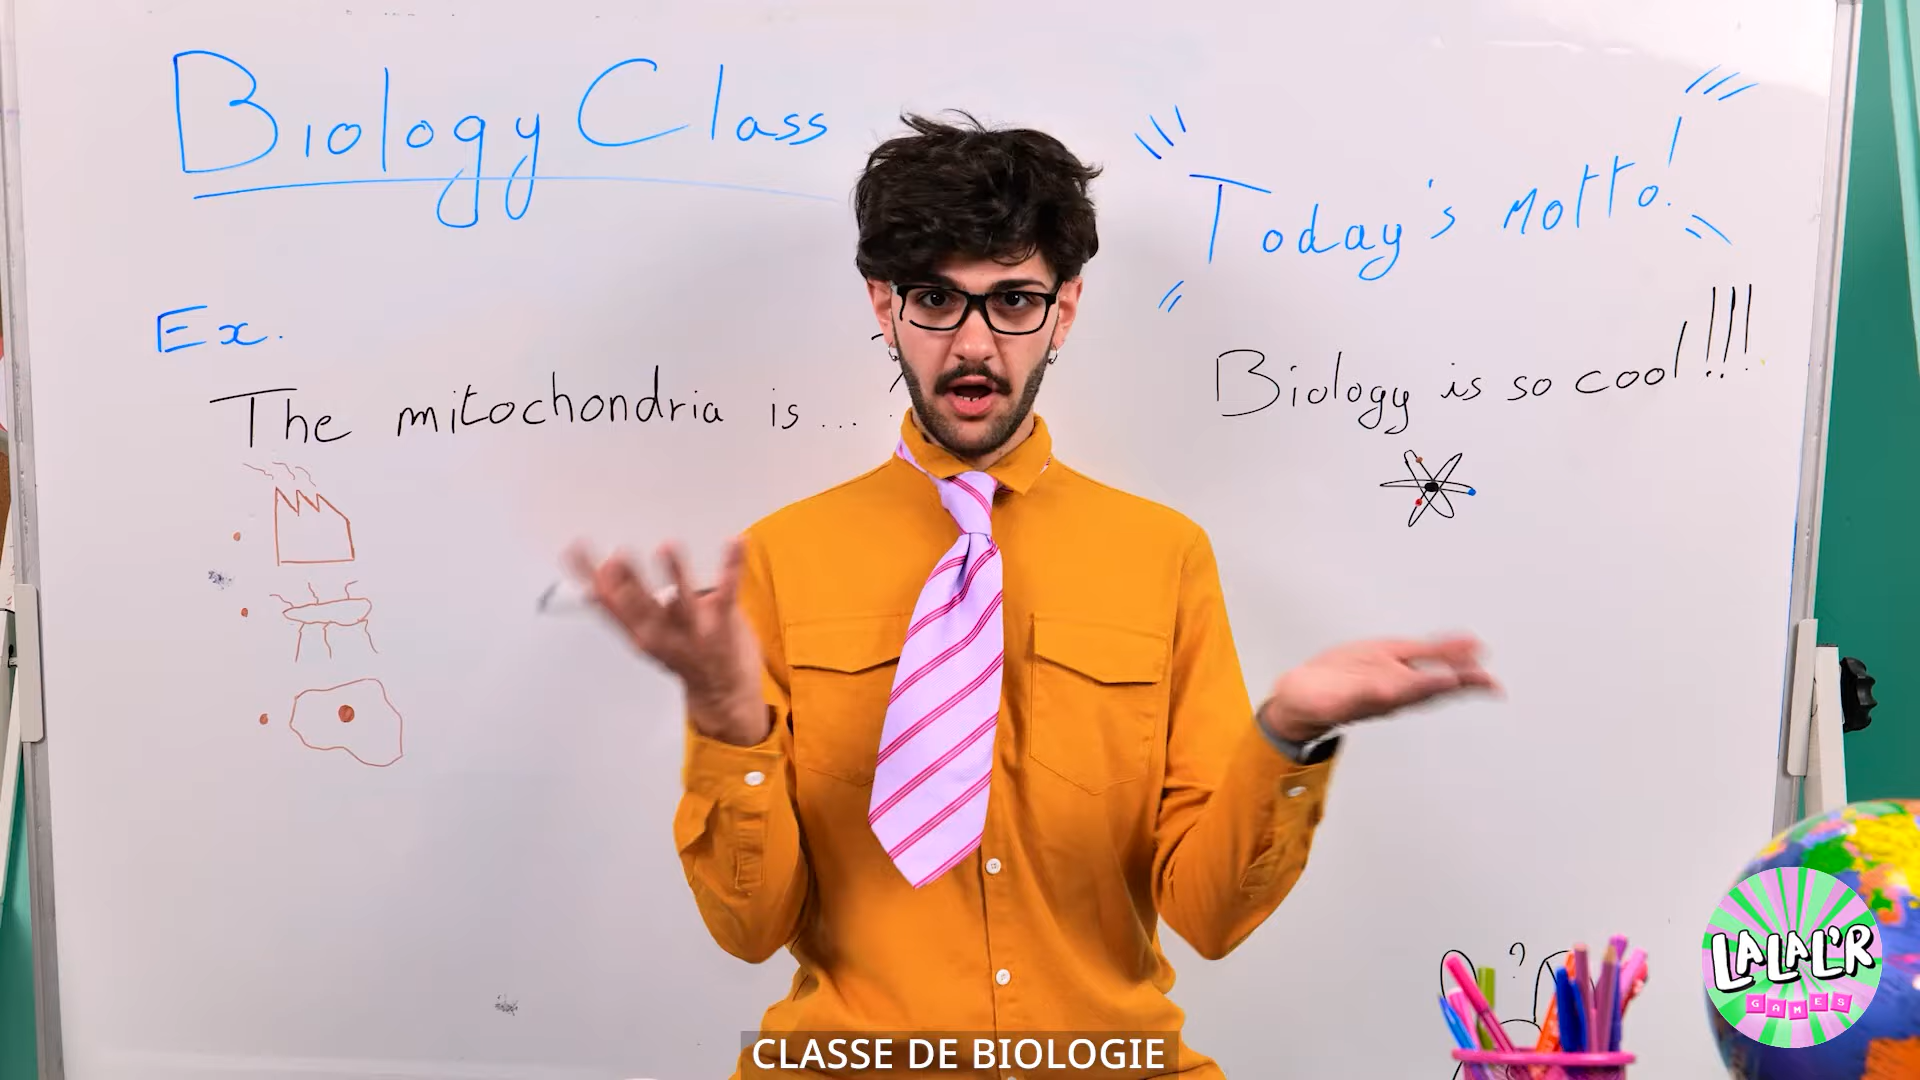 Biology Class
Today's motto!
Ex.
The mitochondria is ... ?
Biology is so cool!!!!
?
LALAL'R
GAMES
CLASSE DE BIOLOGIE